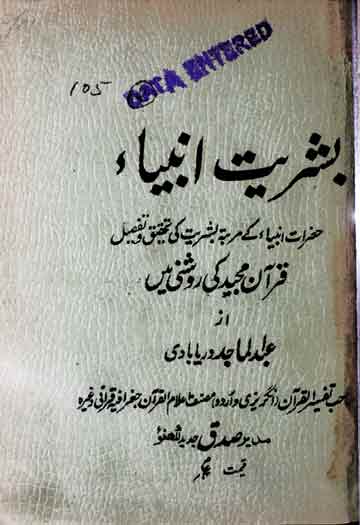 105
DATA ENTERED
بشریت انبیاء
حضرات انبیاء کے مرتبۂ بشریت کی تحقیق و تفصیل
قرآن مجید کی روشنی میں
از
عبدالماجد دریابادی
صاحب تفسیر القرآن (انگریزی و اردو) مصنف اعلام القرآن جغرافیہ قرآنی وغیرہ
مدیر صدق جدید لکھنؤ
قیمت